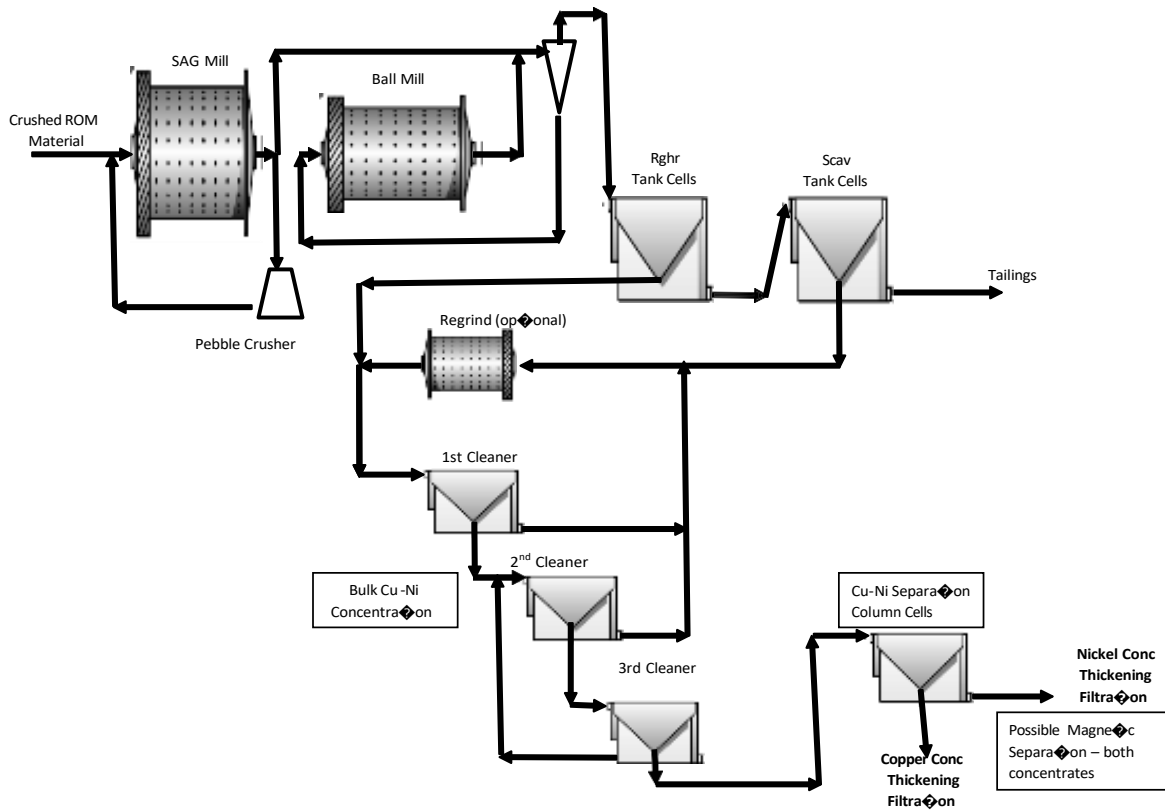 SAG Mill
Ball Mill
Crushed ROM
Material
Rghr
Tank Cells
Scav
Tank Cells
Tailings
Pebble Crusher
Regrind (op�onal)
1st Cleaner
2nd Cleaner
Bulk Cu-Ni
Concentra�on
Cu-Ni Separa�on
Column Cells
3rd Cleaner
Nickel Conc
Thickening
Filtra�on
Possible Magne�c
Separa�on – both
concentrates
Copper Conc
Thickening
Filtra�on